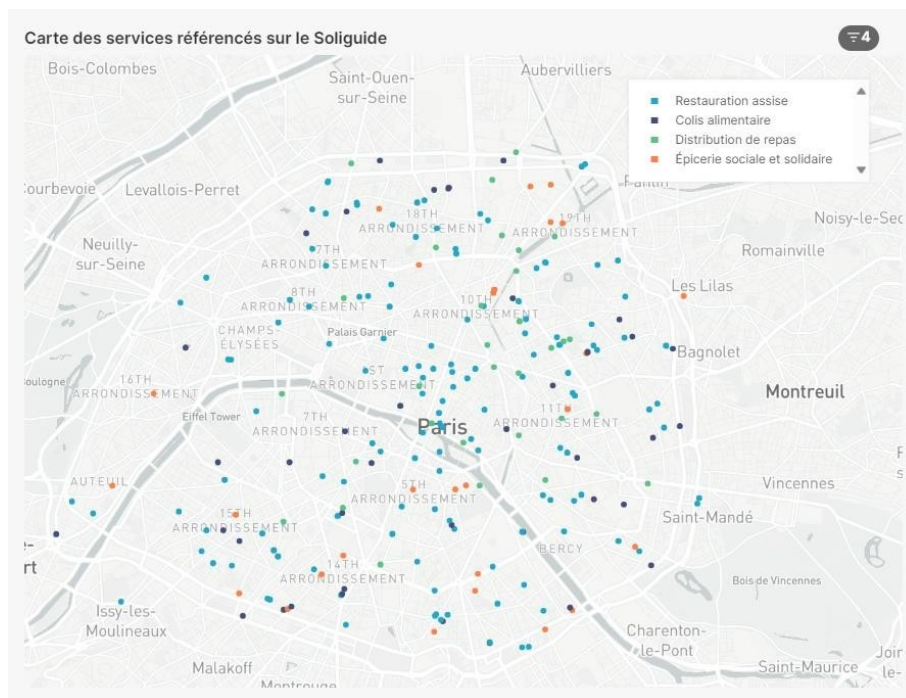 Carte des services référencés sur le Soliguide
4
Bois-Colombes
Saint-Ouen-
sur-Seine
Aubervilliers
Restauration assise
Colis alimentaire
Distribution de repas
Épicerie sociale et solidaire
Courbevoie
Levallois-Perret
Pantin
18TH
ARRONDISSEMENT
19TH
ARRONDISSEMENT
Noisy-le-Sec
Neuilly-
sur-Seine
17TH
ARRONDISSEMENT
Romainville
8TH
ARRONDISSEMENT
10TH
ARRONDISSEMENT
Les Lilas
CHAMPS-
ÉLYSÉES
Palais Garnier
Bagnolet
1ST
ARRONDISSEMENT
16TH
ARRONDISSEMENT
Boulogne
Montreuil
Eiffel Tower
7TH
ARRONDISSEMENT
Paris
11TH
ARRONDISSEMENT
AUTEUIL
5TH
ARRONDISSEMENT
Vincennes
15TH
ARRONDISSEMENT
Saint-Mandé
BERCY
14TH
ARRONDISSEMENT
Bois de Vincennes
Issy-les-
Moulineaux
Charenton-
le-Pont
Malakoff
Saint-Maurice
Montrouge